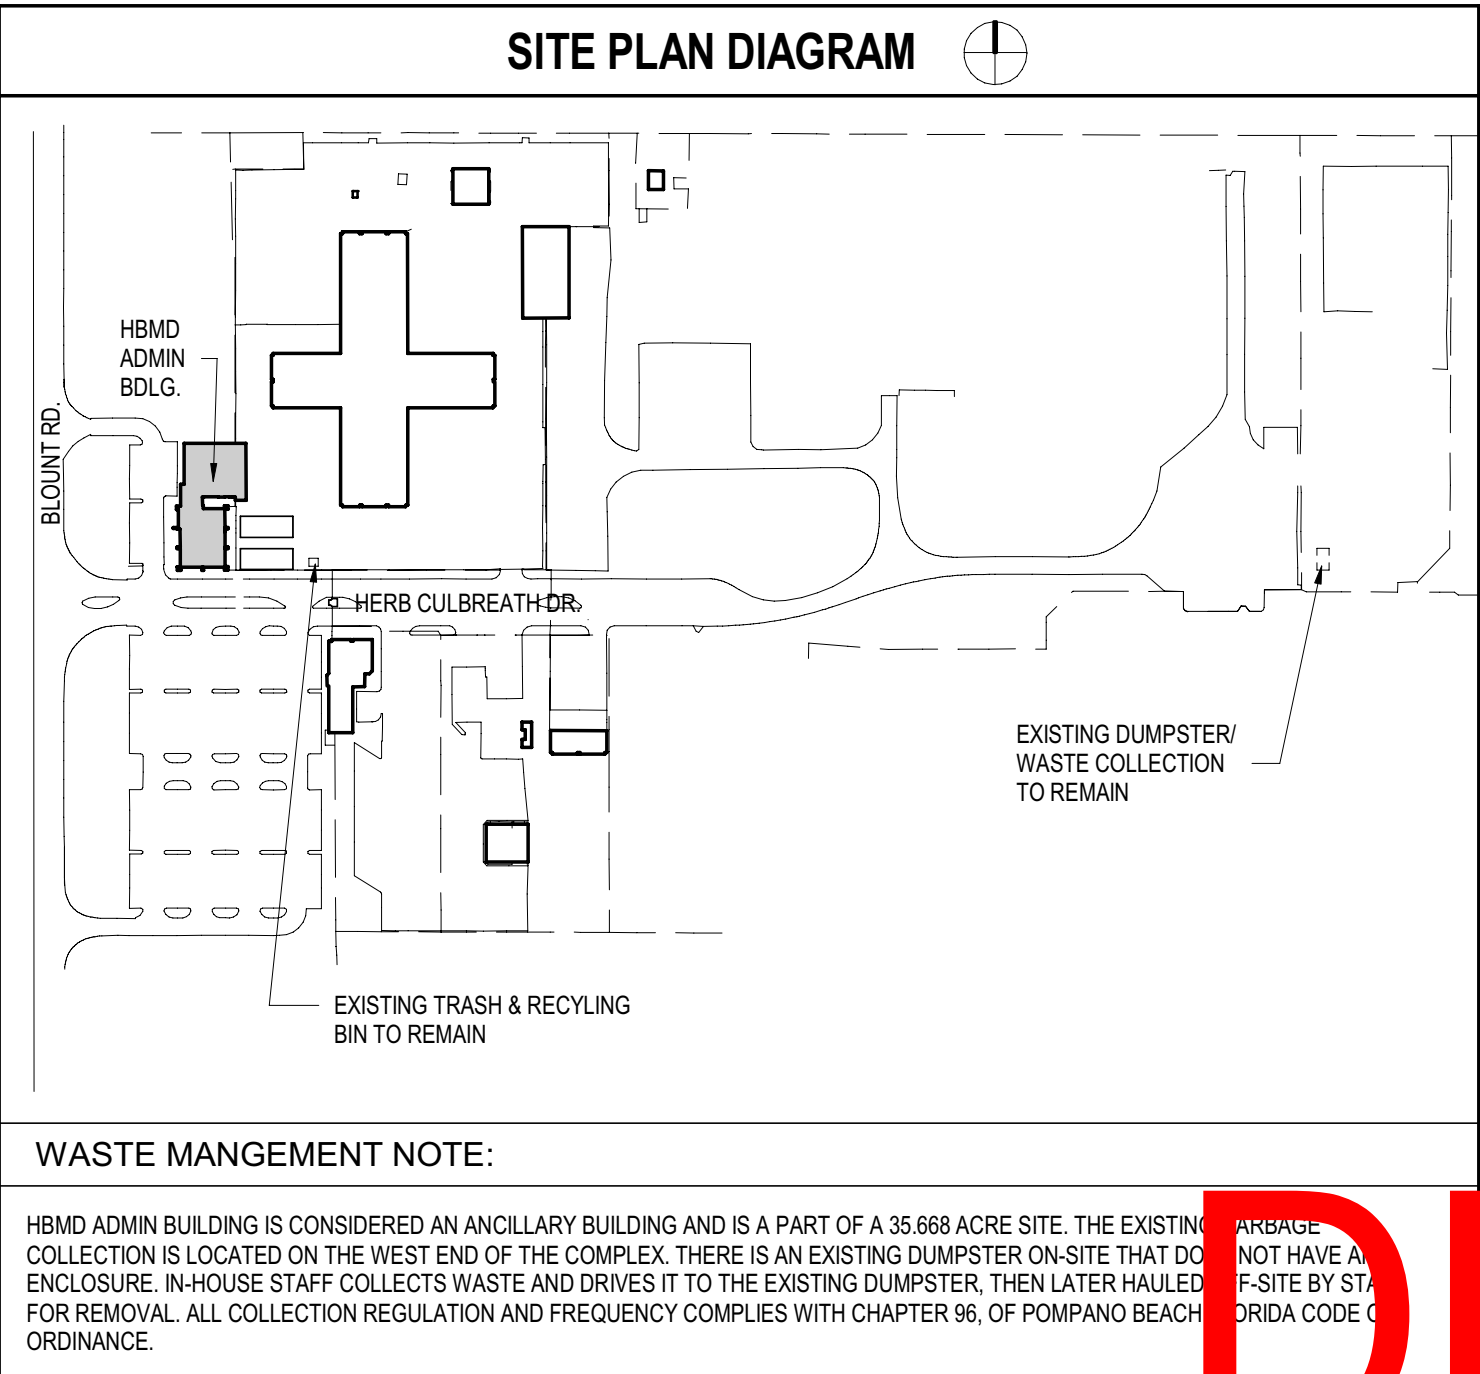 SITE PLAN DIAGRAM
HBMD
ADMIN
BDLG.
BLOUNT RD.
HERB CULBREATH DR.
EXISTING DUMPSTER/
WASTE COLLECTION
TO REMAIN
EXISTING TRASH & RECYLING
BIN TO REMAIN
WASTE MANGEMENT NOTE:
HBMD ADMIN BUILDING IS CONSIDERED AN ANCILLARY BUILDING AND IS A PART OF A 35.668 ACRE SITE. THE EXISTING
COLLECTION IS LOCATED ON THE WEST END OF THE COMPLEX. THERE IS AN EXISTING DUMPSTER ON-SITE THAT NOT HAVE
ENCLOSURE. IN-HOUSE STAFF COLLECTS WASTE AND DRIVES IT TO THE EXISTING DUMPSTER, THEN LATER HAULED BY
FOR REMOVAL. ALL COLLECTION REGULATION AND FREQUENCY COMPLIES WITH CHAPTER 96, OF POMPANO BEACH CODE
ORDINANCE.